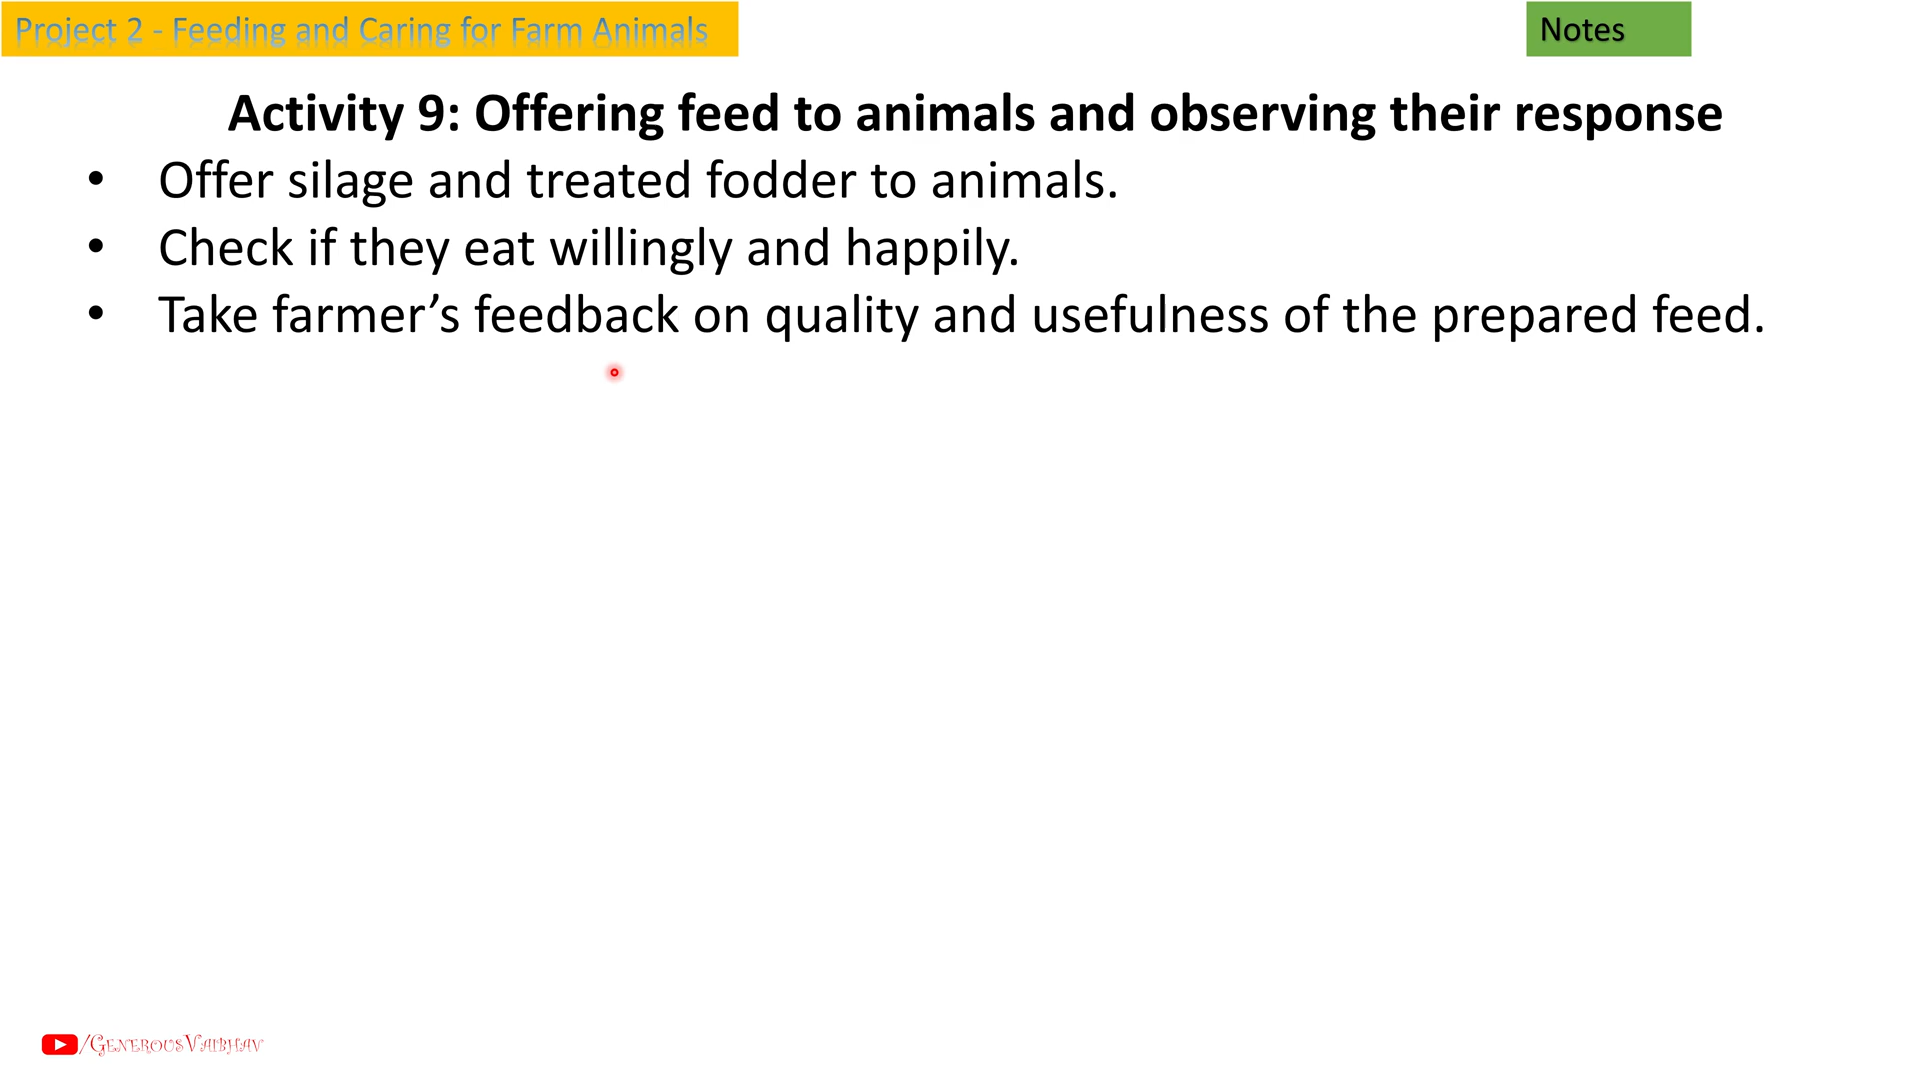 Project 2 - Feeding and Caring for Farm Animals
Notes
Activity 9: Offering feed to animals and observing their response
• Offer silage and treated fodder to animals.
• Check if they eat willingly and happily.
• Take farmer’s feedback on quality and usefulness of the prepared feed.
/GenerousVaibhav